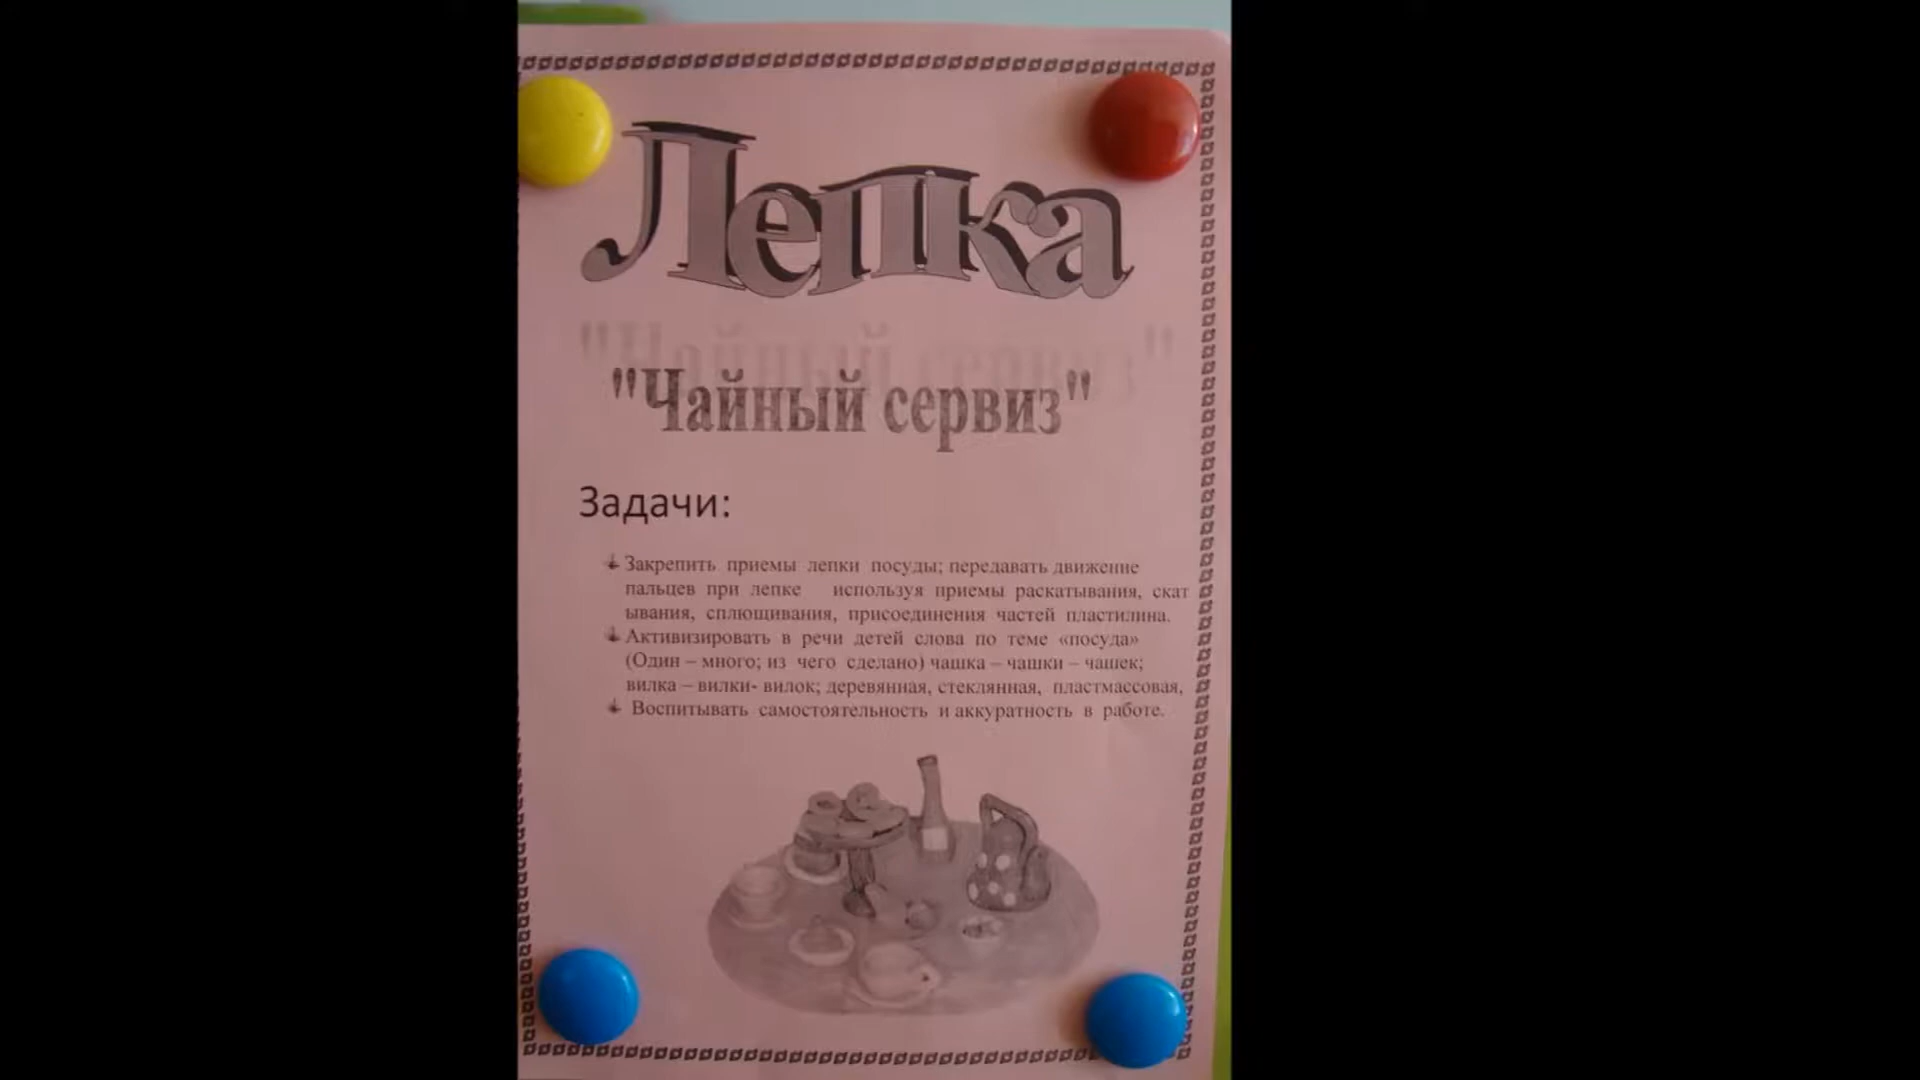 Лепка
"Чайный сервиз"
Задачи:
Закрепить приемы лепки посуды; передавать движение
пальцев при лепке используя приемы раскатывания, скат
ывания, сплющивания, присоединения частей пластилина.
Активизировать в речи детей слова по теме «посуда»
(Один – много; из чего сделано) чашка – чашки – чашек;
вилка – вилки- вилок; деревянная, стеклянная, пластмассовая,
Воспитывать самостоятельность и аккуратность в работе.